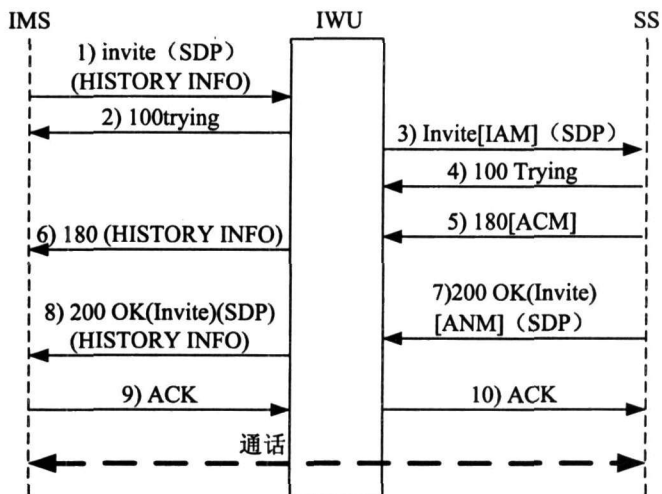 IMS
IWU
SS
1) invite（SDP）
(HISTORY INFO)
2) 100trying
3) Invite[IAM]（SDP）
4) 100 Trying
5) 180[ACM]
6) 180 (HISTORY INFO)
7)200 OK(Invite)
[ANM]（SDP）
8) 200 OK(Invite)(SDP)
(HISTORY INFO)
9) ACK
10) ACK
通话